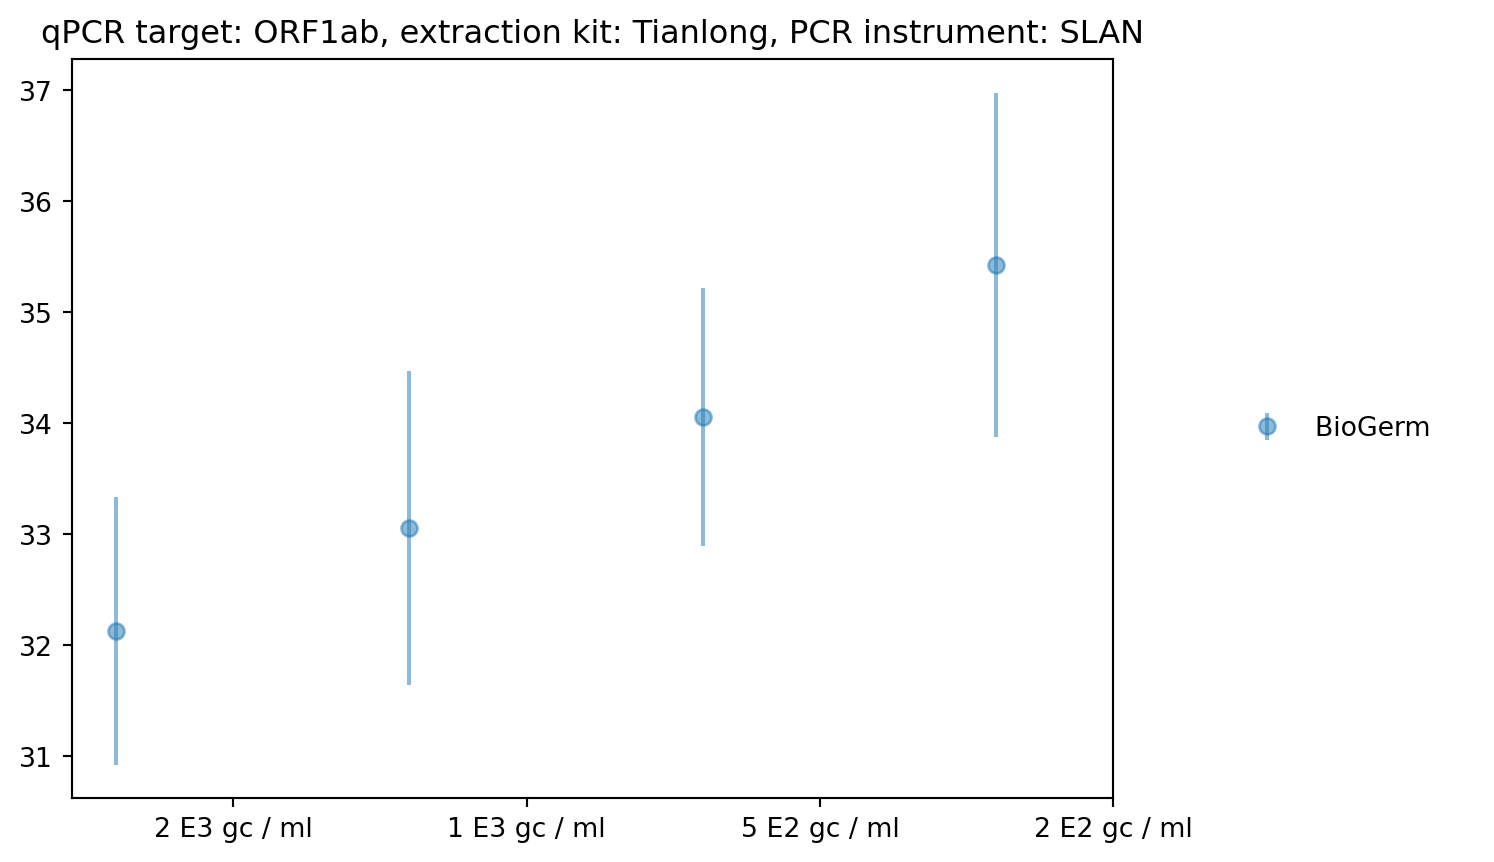 qPCR target: ORF1ab, extraction kit: Tianlong, PCR instrument: SLAN
37
36
35
34
33
32
31
2 E3 gc / ml
1 E3 gc / ml
5 E2 gc / ml
2 E2 gc / ml
BioGerm